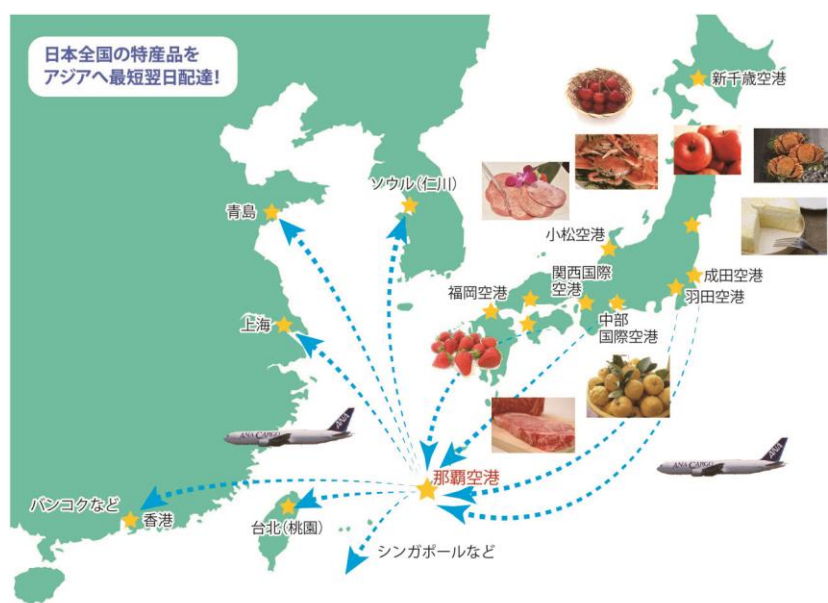 日本全国の特産品を
アジアへ最短翌日配達!
新千歳空港
ソウル(仁川)
青島
小松空港
関西国際
空港
成田空港
福岡空港
羽田空港
上海
中部
国際空港
ANA CARGO
ANA
ANA CARGO
ANA
那覇空港
バンコクなど
香港
台北(桃園)
シンガポールなど